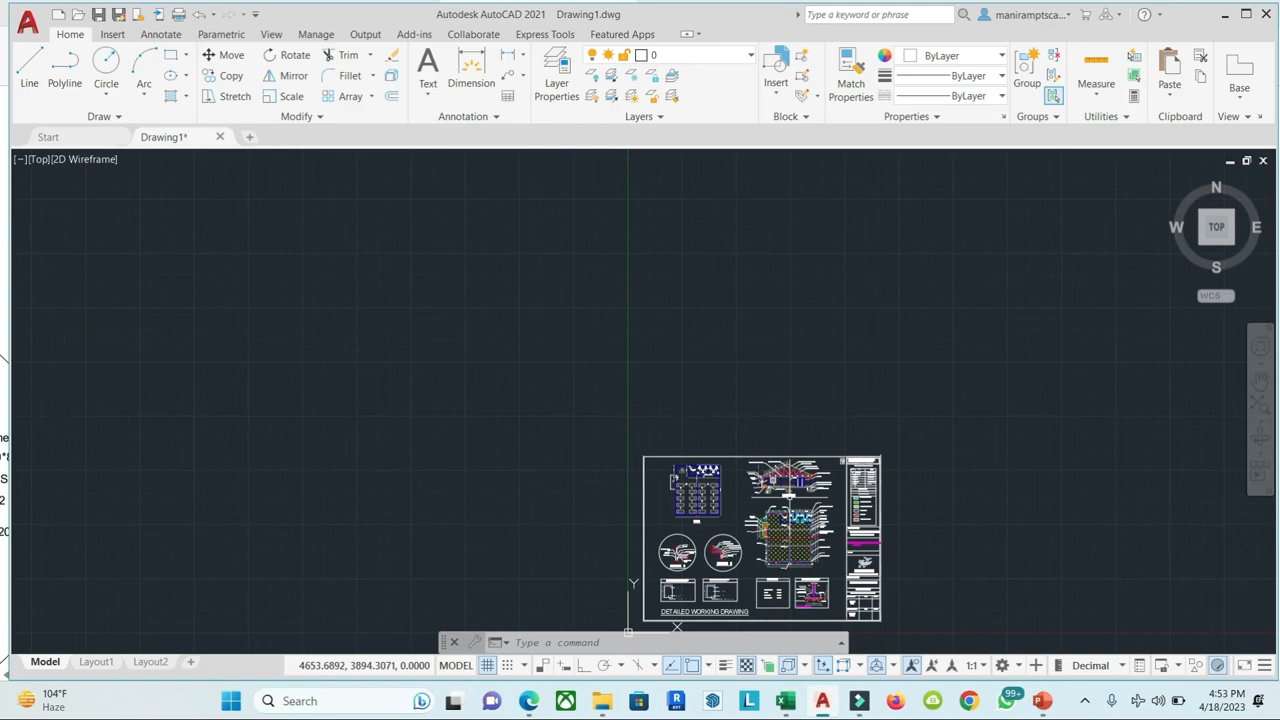 Autodesk AutoCAD 2021 Drawing1.dwg
Type a keyword or phrase
maniramptsca...
Home Insert Annotate Parametric View Manage Output Add-ins Collaborate Express Tools Featured Apps
Line Polyline Circle Arc
Move Rotate Trim
Copy Mirror Fillet
Stretch Scale Array
Text Dimension
Layer Properties
0
Insert
Match Properties
ByLayer
ByLayer
ByLayer
Group
Measure
Paste
Base
Draw Modify Annotation Layers Block Properties Groups Utilities Clipboard View
Start Drawing1*
[−][Top][2D Wireframe]
N
W TOP E
S
WCS
DETAILED WORKING DRAWING
Y
X
Type a command
Model Layout1 Layout2
4653.6892, 3894.3071, 0.0000 MODEL 1:1 Decimal
104°F
Haze
Search
99+
4:53 PM
4/18/2023